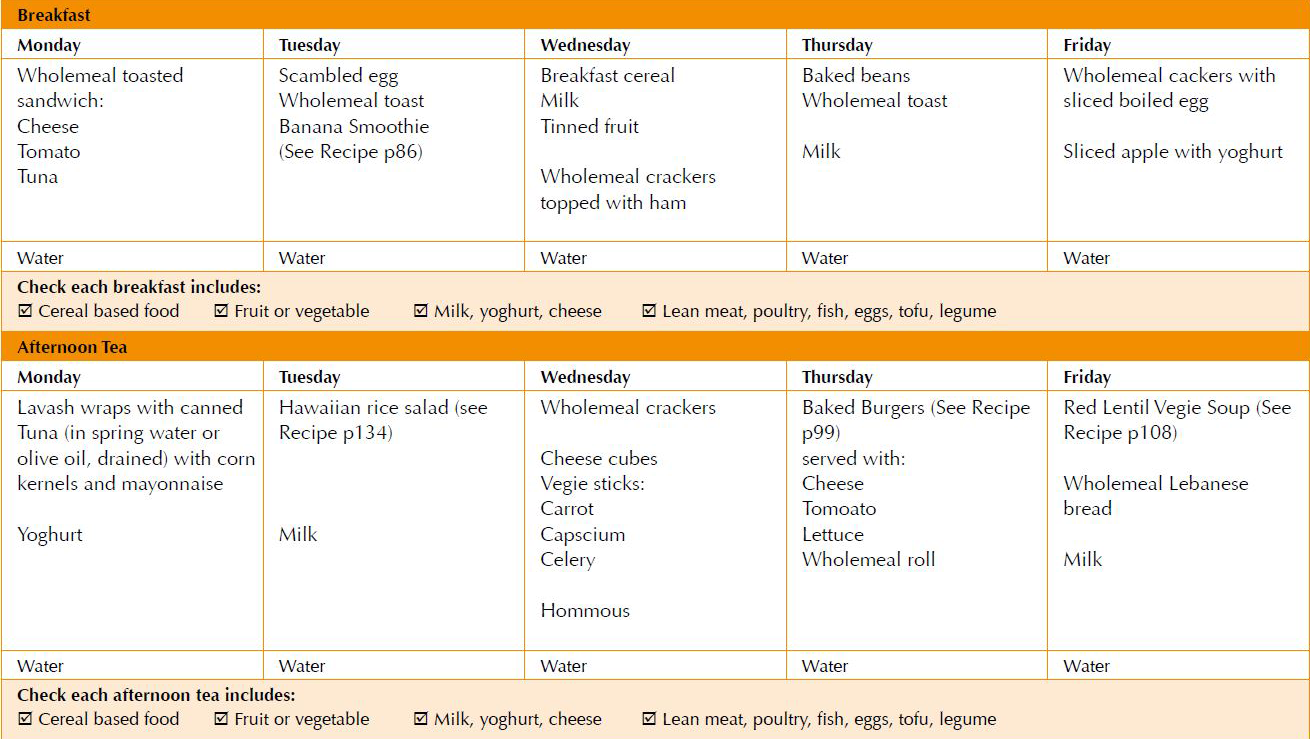 Breakfast
Monday
Tuesday
Wednesday
Thursday
Friday
Wholemeal toasted
sandwich:
Cheese
Tomato
Tuna
Scambled egg
Wholemeal toast
Banana Smoothie
(See Recipe p86)
Breakfast cereal
Milk
Tinned fruit
Wholemeal crackers
topped with ham
Baked beans
Wholemeal toast
Milk
Wholemeal cackers with
sliced boiled egg
Sliced apple with yoghurt
Water
Water
Water
Water
Water
Check each breakfast includes:
☑ Cereal based food ☑ Fruit or vegetable ☑ Milk, yoghurt, cheese ☑ Lean meat, poultry, fish, eggs, tofu, legume
Afternoon Tea
Monday
Tuesday
Wednesday
Thursday
Friday
Lavash wraps with canned
Tuna (in spring water or
olive oil, drained) with corn
kernels and mayonnaise
Yoghurt
Hawaiian rice salad (see
Recipe p134)
Milk
Wholemeal crackers
Cheese cubes
Vegie sticks:
Carrot
Capscium
Celery
Hommous
Baked Burgers (See Recipe
p99)
served with:
Cheese
Tomoato
Lettuce
Wholemeal roll
Red Lentil Vegie Soup (See
Recipe p108)
Wholemeal Lebanese
bread
Milk
Water
Water
Water
Water
Water
Check each afternoon tea includes:
☑ Cereal based food ☑ Fruit or vegetable ☑ Milk, yoghurt, cheese ☑ Lean meat, poultry, fish, eggs, tofu, legume